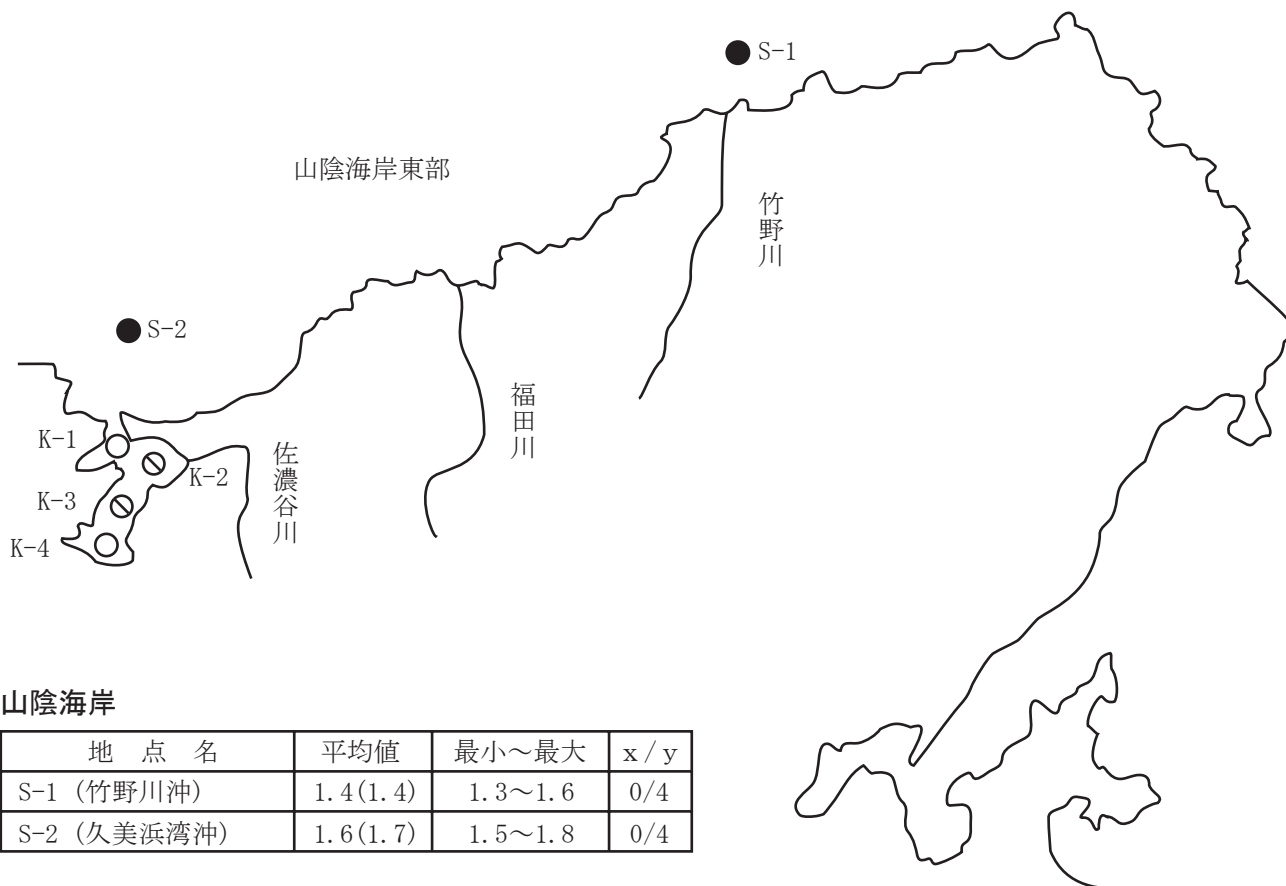 S-1
山陰海岸東部
竹野川
S-2
福田川
K-1
佐濃谷川
K-2
K-3
K-4
山陰海岸
地 点 名 平均値 最小～最大 x/y
S-1 (竹野川沖) 1.4(1.4) 1.3～1.6 0/4
S-2 (久美浜湾沖) 1.6(1.7) 1.5～1.8 0/4